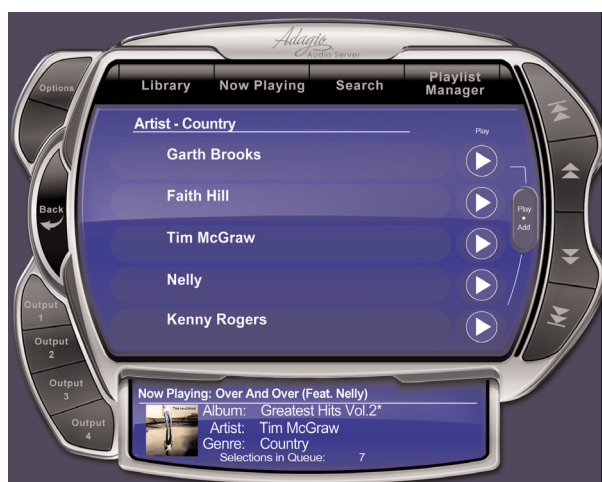 Adagio
Audio Server
Options
Library
Now Playing
Search
Playlist
Manager
Artist - Country
Play
Garth Brooks
Faith Hill
Back
Play
Add
Tim McGraw
Nelly
Kenny Rogers
Output
1
Output
2
Output
3
Output
4
Now Playing: Over And Over (Feat. Nelly)
TIM McGRAW
Album: Greatest Hits Vol.2*
Artist: Tim McGraw
Genre: Country
Selections in Queue: 7